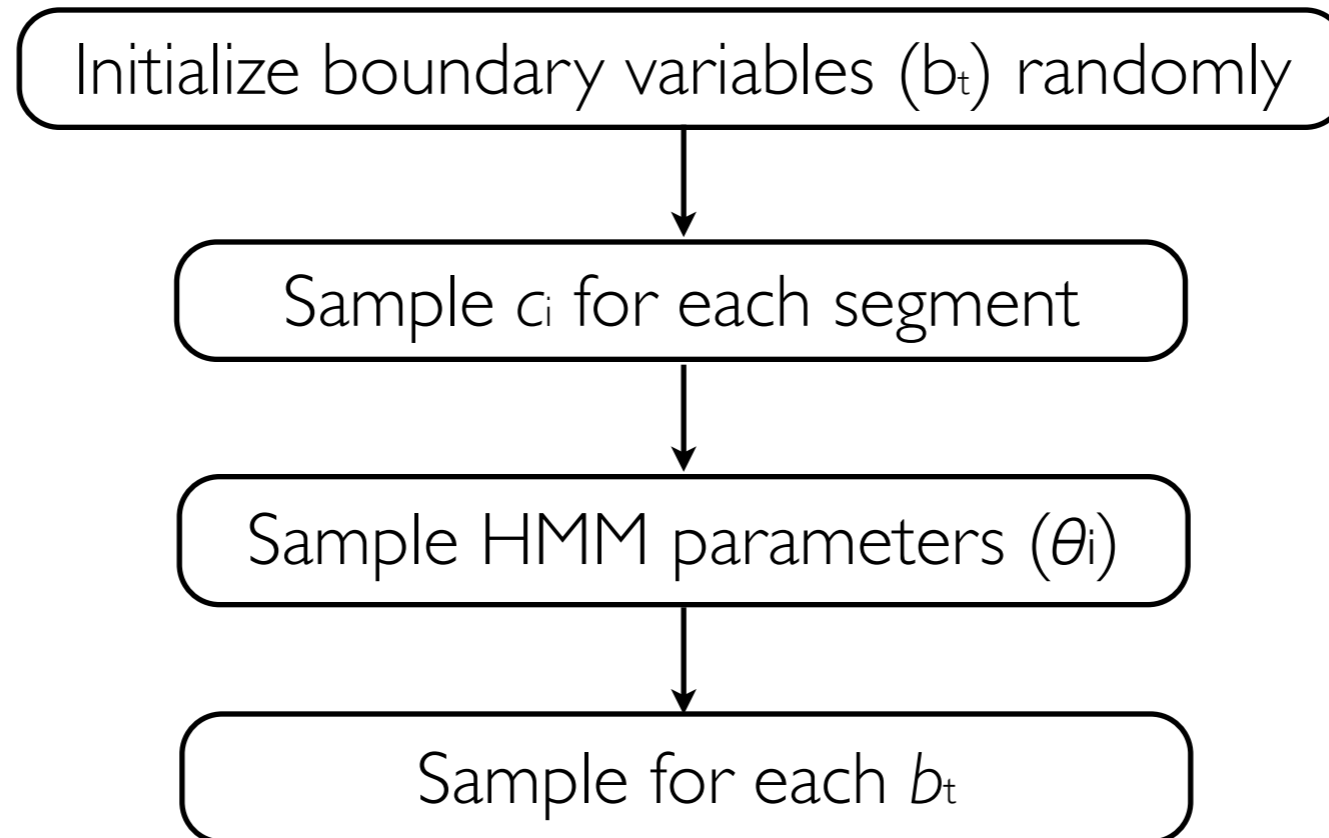 Initialize boundary variables (bₜ) randomly
Sample cᵢ for each segment
Sample HMM parameters (θᵢ)
Sample for each bₜ